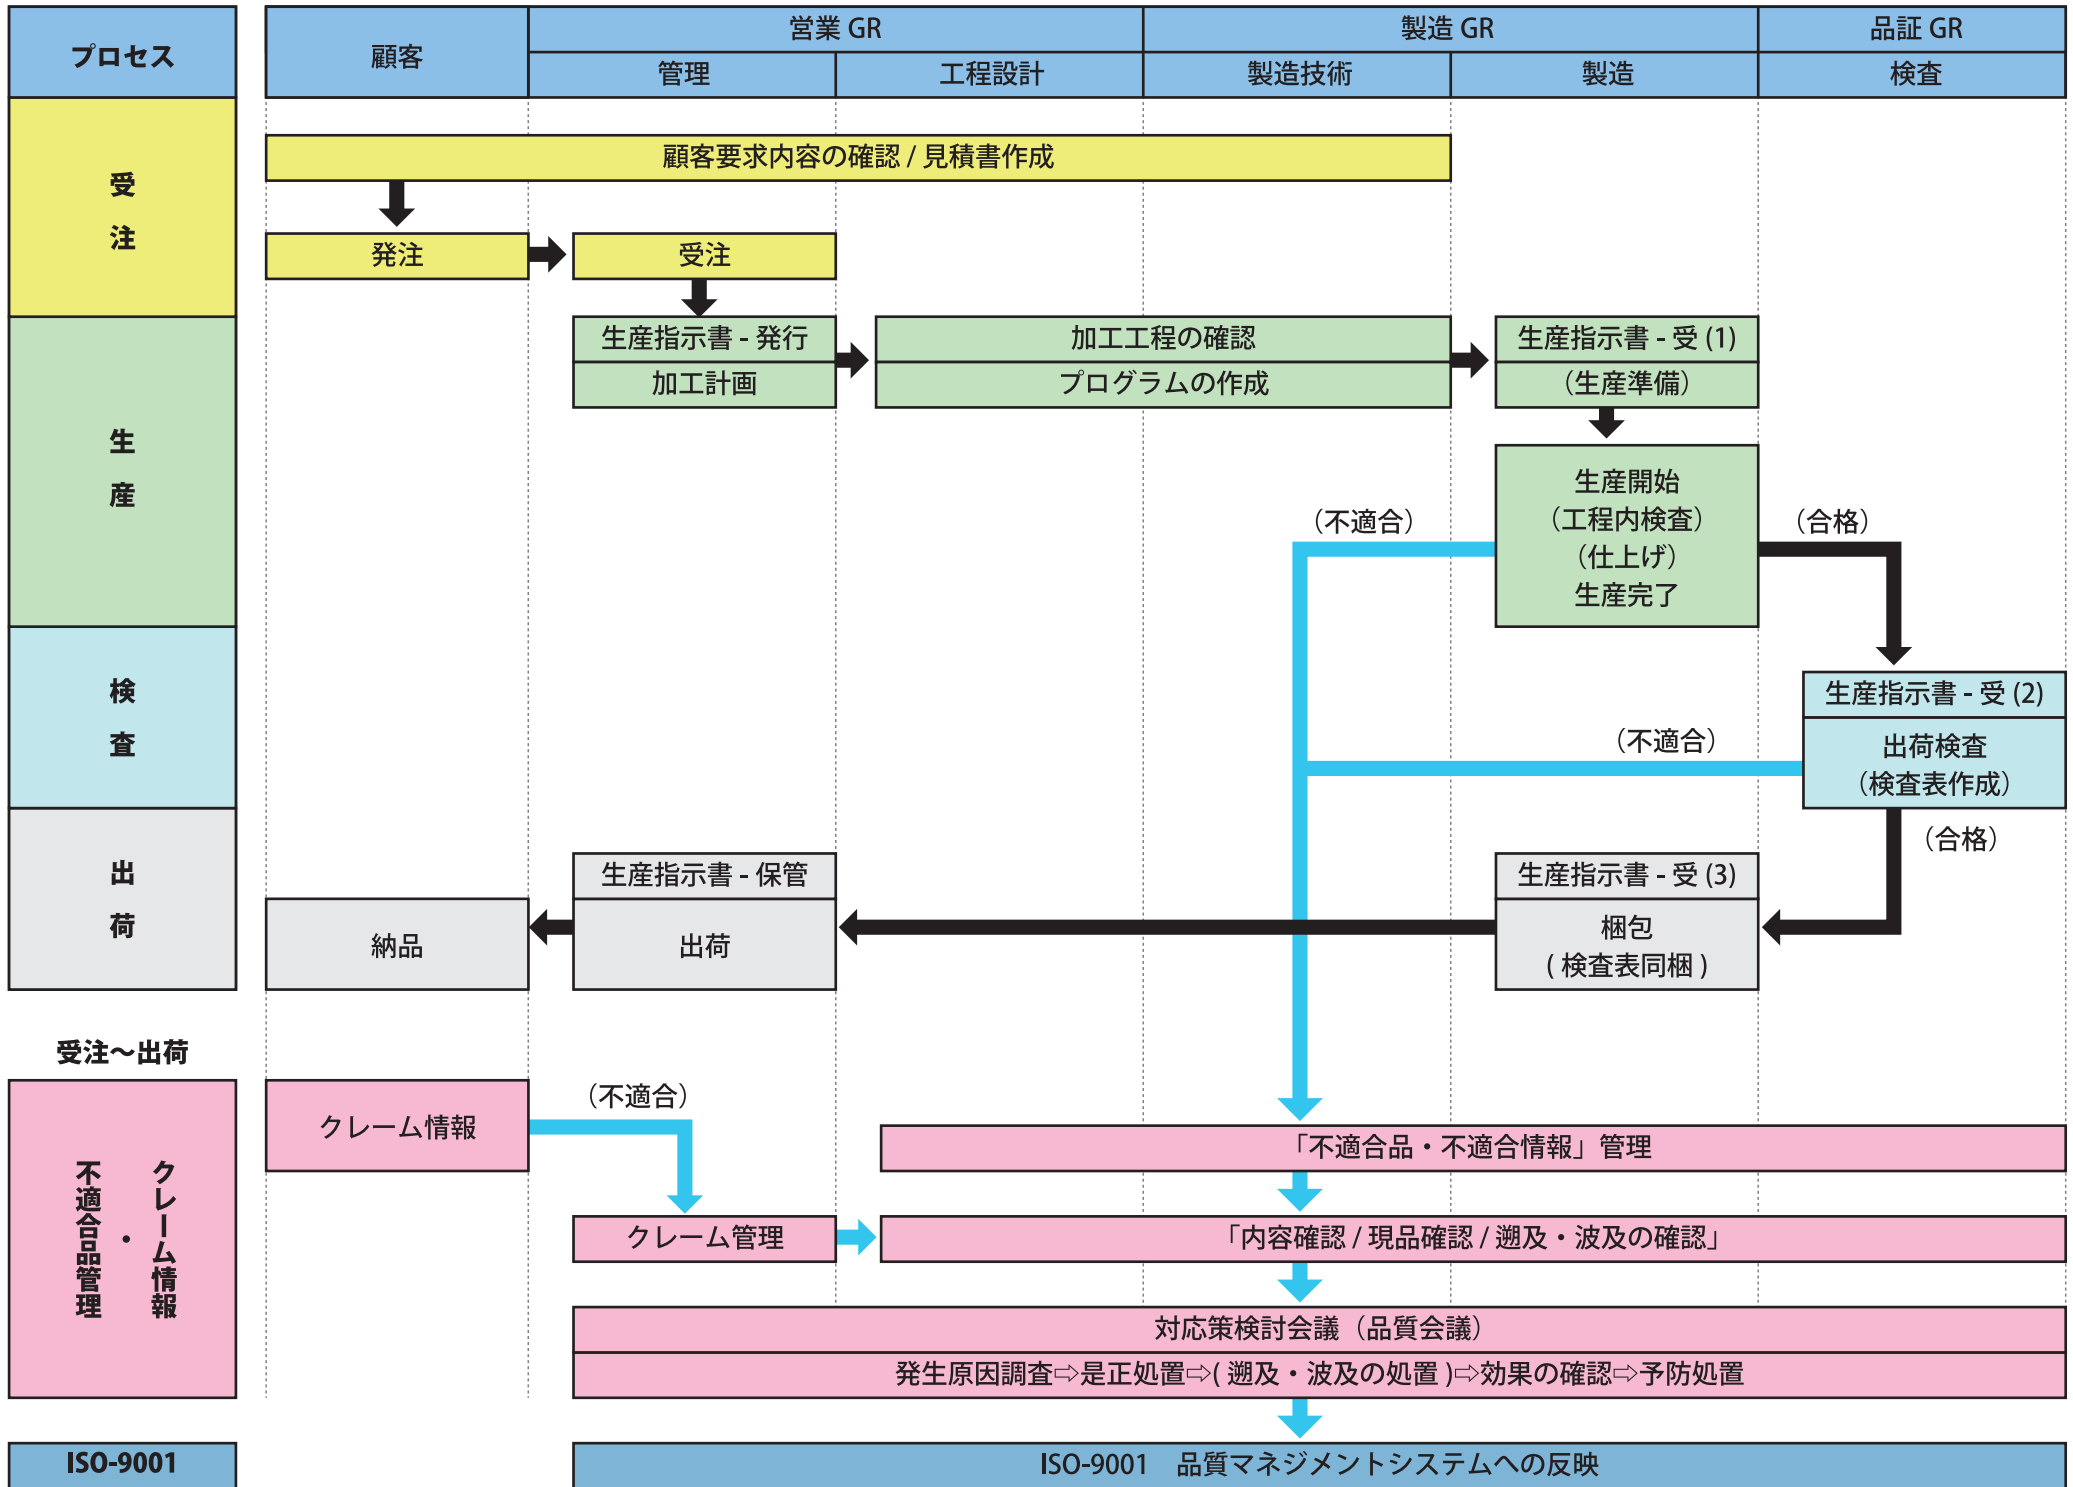 プロセス
顧客
営業 GR
製造 GR
品証 GR
管理
工程設計
製造技術
製造
検査
受注
顧客要求内容の確認 / 見積書作成
発注
受注
生産
生産指示書 - 発行
加工計画
加工工程の確認
プログラムの作成
生産指示書 - 受 (1)
（生産準備）
生産開始
（工程内検査）
（仕上げ）
生産完了
（不適合）
（合格）
検査
生産指示書 - 受 (2)
出荷検査
（検査表作成）
（不適合）
（合格）
出荷
生産指示書 - 保管
出荷
納品
生産指示書 - 受 (3)
梱包
( 検査表同梱 )
受注～出荷
クレーム情報
・
不適合品管理
クレーム情報
（不適合）
「不適合品・不適合情報」管理
クレーム管理
「内容確認 / 現品確認 / 遡及・波及の確認」
対応策検討会議（品質会議）
発生原因調査⇨是正処置⇨( 遡及・波及の処置 )⇨効果の確認⇨予防処置
ISO-9001
ISO-9001　品質マネジメントシステムへの反映